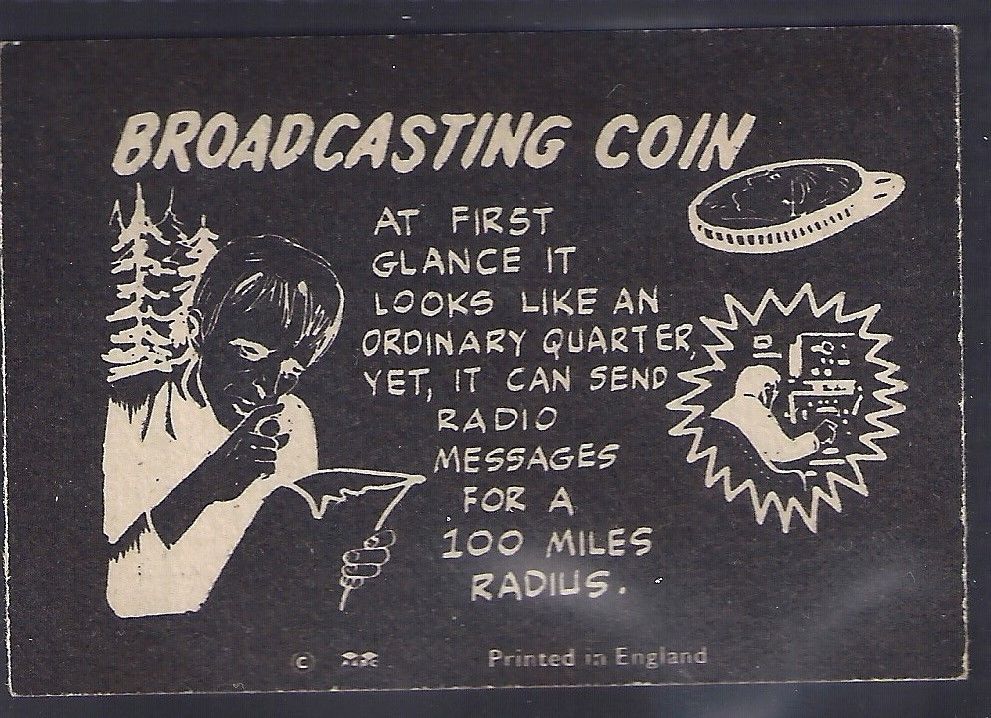 BROADCASTING COIN
AT FIRST
GLANCE IT
LOOKS LIKE AN
ORDINARY QUARTER,
YET, IT CAN SEND
RADIO
MESSAGES
FOR A
100 MILES
RADIUS.
© Printed in England